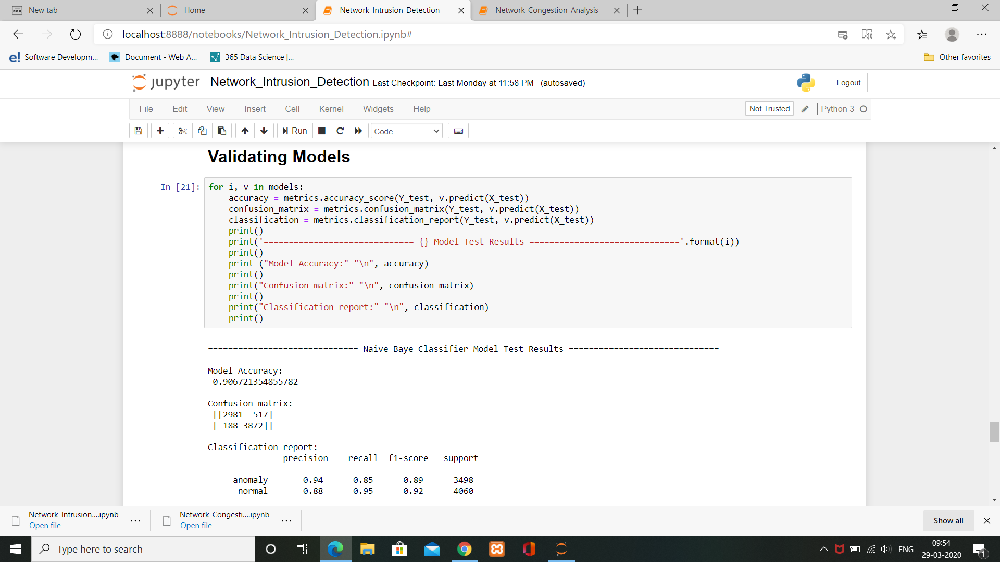 New tab
Home
Network_Intrusion_Detection
Network_Congestion_Analysis
localhost:8888/notebooks/Network_Intrusion_Detection.ipynb#
e! Software Developm...
Document - Web A...
365 Data Science |...
Other favorites
jupyter Network_Intrusion_Detection Last Checkpoint: Last Monday at 11:58 PM (autosaved)
Logout
File Edit View Insert Cell Kernel Widgets Help
Not Trusted
Python 3
Run
Code
Validating Models
In [21]: for i, v in models:
    accuracy = metrics.accuracy_score(Y_test, v.predict(X_test))
    confusion_matrix = metrics.confusion_matrix(Y_test, v.predict(X_test))
    classification = metrics.classification_report(Y_test, v.predict(X_test))
    print()
    print('============================== {} Model Test Results =============================='.format(i))
    print()
    print ("Model Accuracy:" "\n", accuracy)
    print()
    print("Confusion matrix:" "\n", confusion_matrix)
    print()
    print("Classification report:" "\n", classification)
    print()
============================== Naive Baye Classifier Model Test Results ==============================
Model Accuracy:
 0.906721354855782
Confusion matrix:
 [[2981  517]
 [ 188 3872]]
Classification report:
               precision    recall  f1-score   support
     anomaly       0.94      0.85      0.89      3498
      normal       0.88      0.95      0.92      4060
Network_Intrusion....ipynb
Open file
Network_Congesti....ipynb
Open file
Show all
Type here to search
ENG
09:54
29-03-2020
1